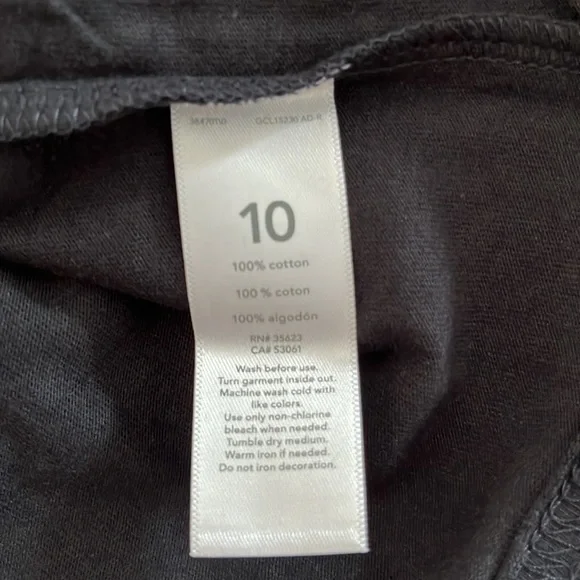 GCL15230 AD-R
10
100% cotton
100 % coton
100% algodón
RN# 35623
CA# 53061
Wash before use.
Turn garment inside out.
Machine wash cold with
like colors.
Use only non-chlorine
bleach when needed.
Tumble dry medium.
Warm iron if needed.
Do not iron decoration.